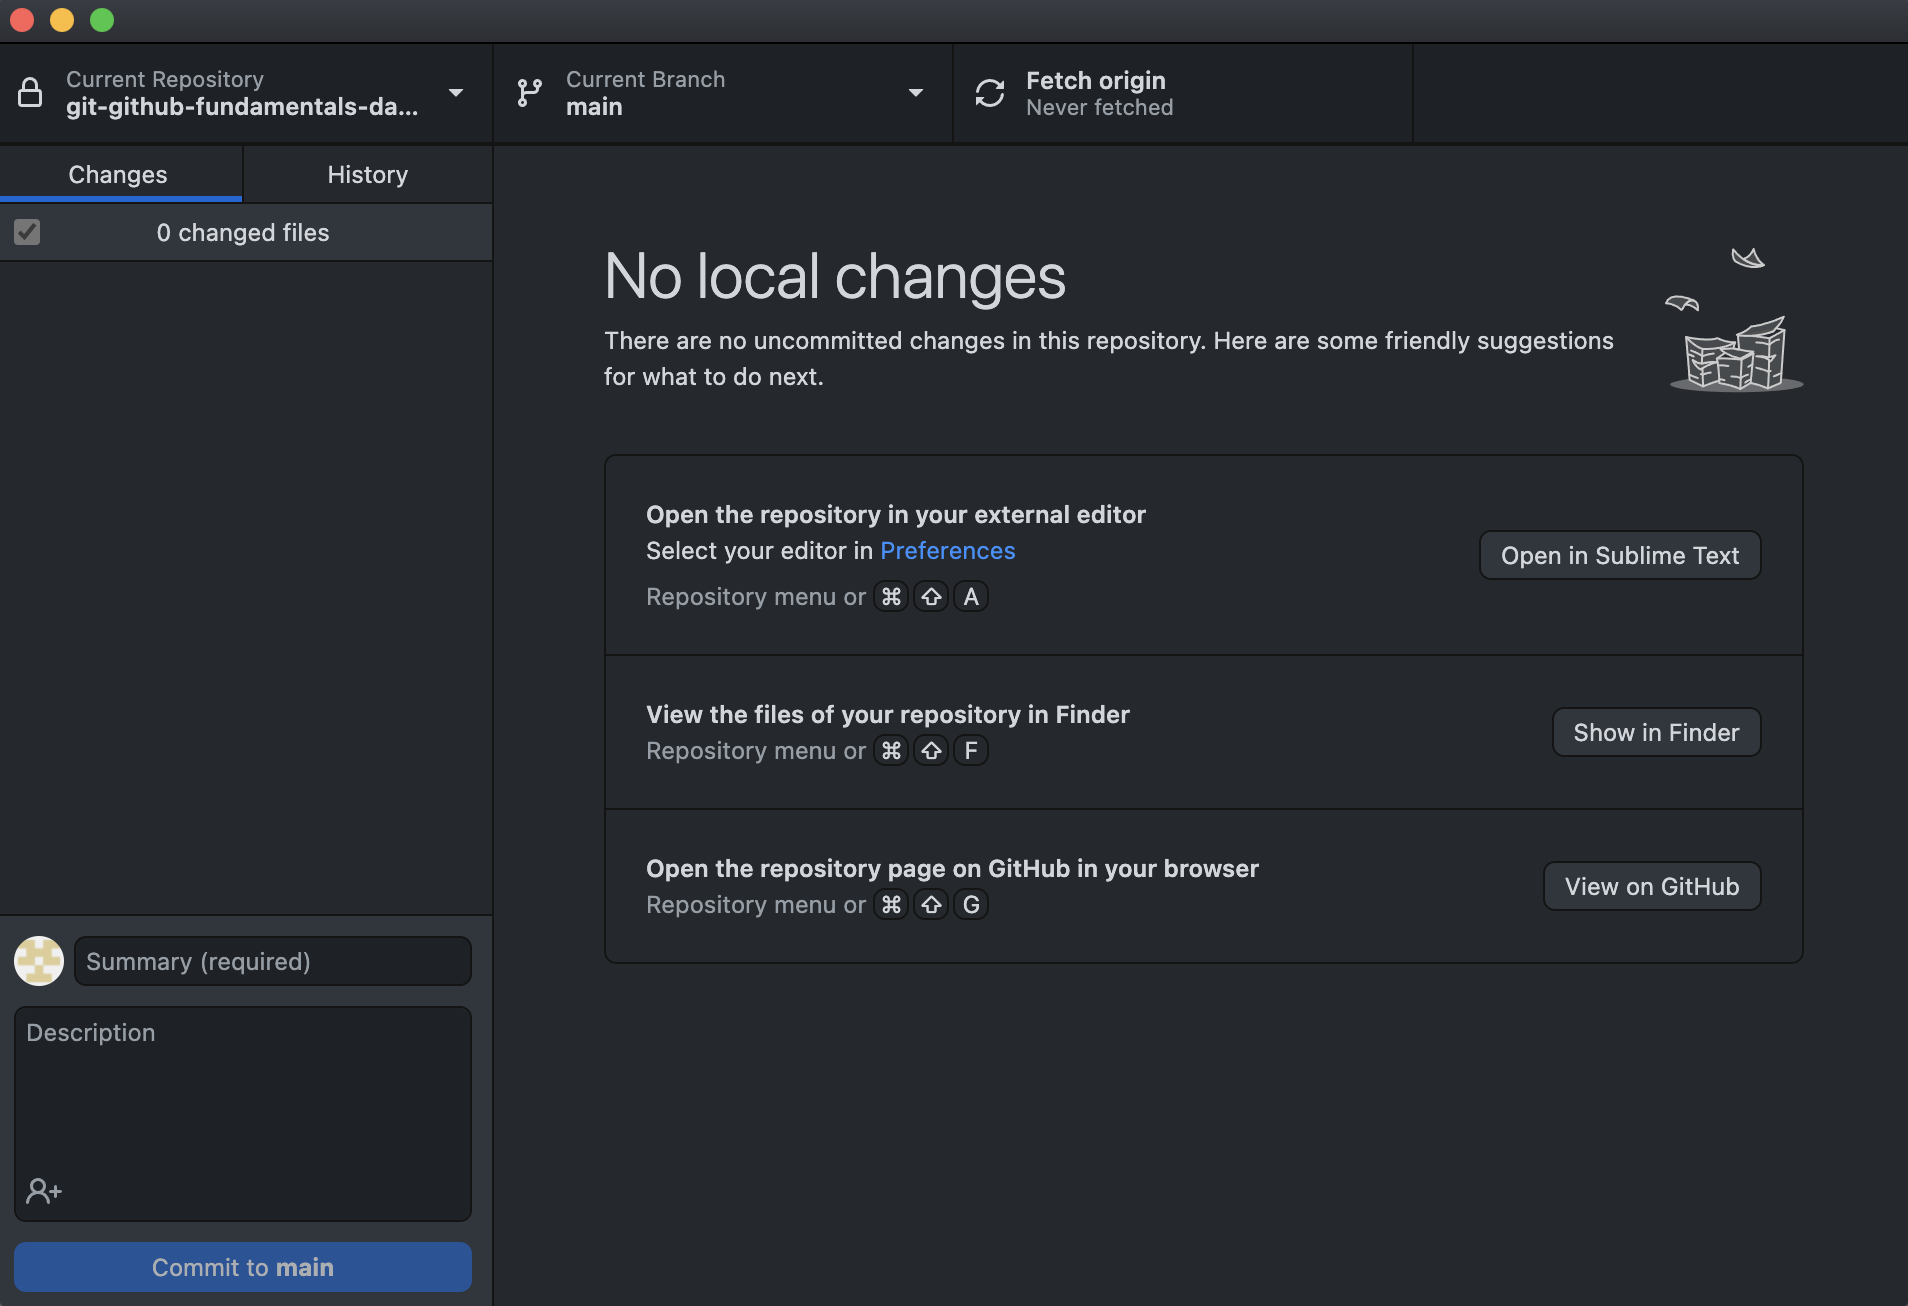 Current Repository
git-github-fundamentals-da...
Current Branch
main
Fetch origin
Never fetched
Changes
History
0 changed files
No local changes
There are no uncommitted changes in this repository. Here are some friendly suggestions
for what to do next.
Open the repository in your external editor
Select your editor in Preferences
Repository menu or ⌘ ⇧ A
Open in Sublime Text
View the files of your repository in Finder
Repository menu or ⌘ ⇧ F
Show in Finder
Open the repository page on GitHub in your browser
Repository menu or ⌘ ⇧ G
View on GitHub
Summary (required)
Description
Commit to main